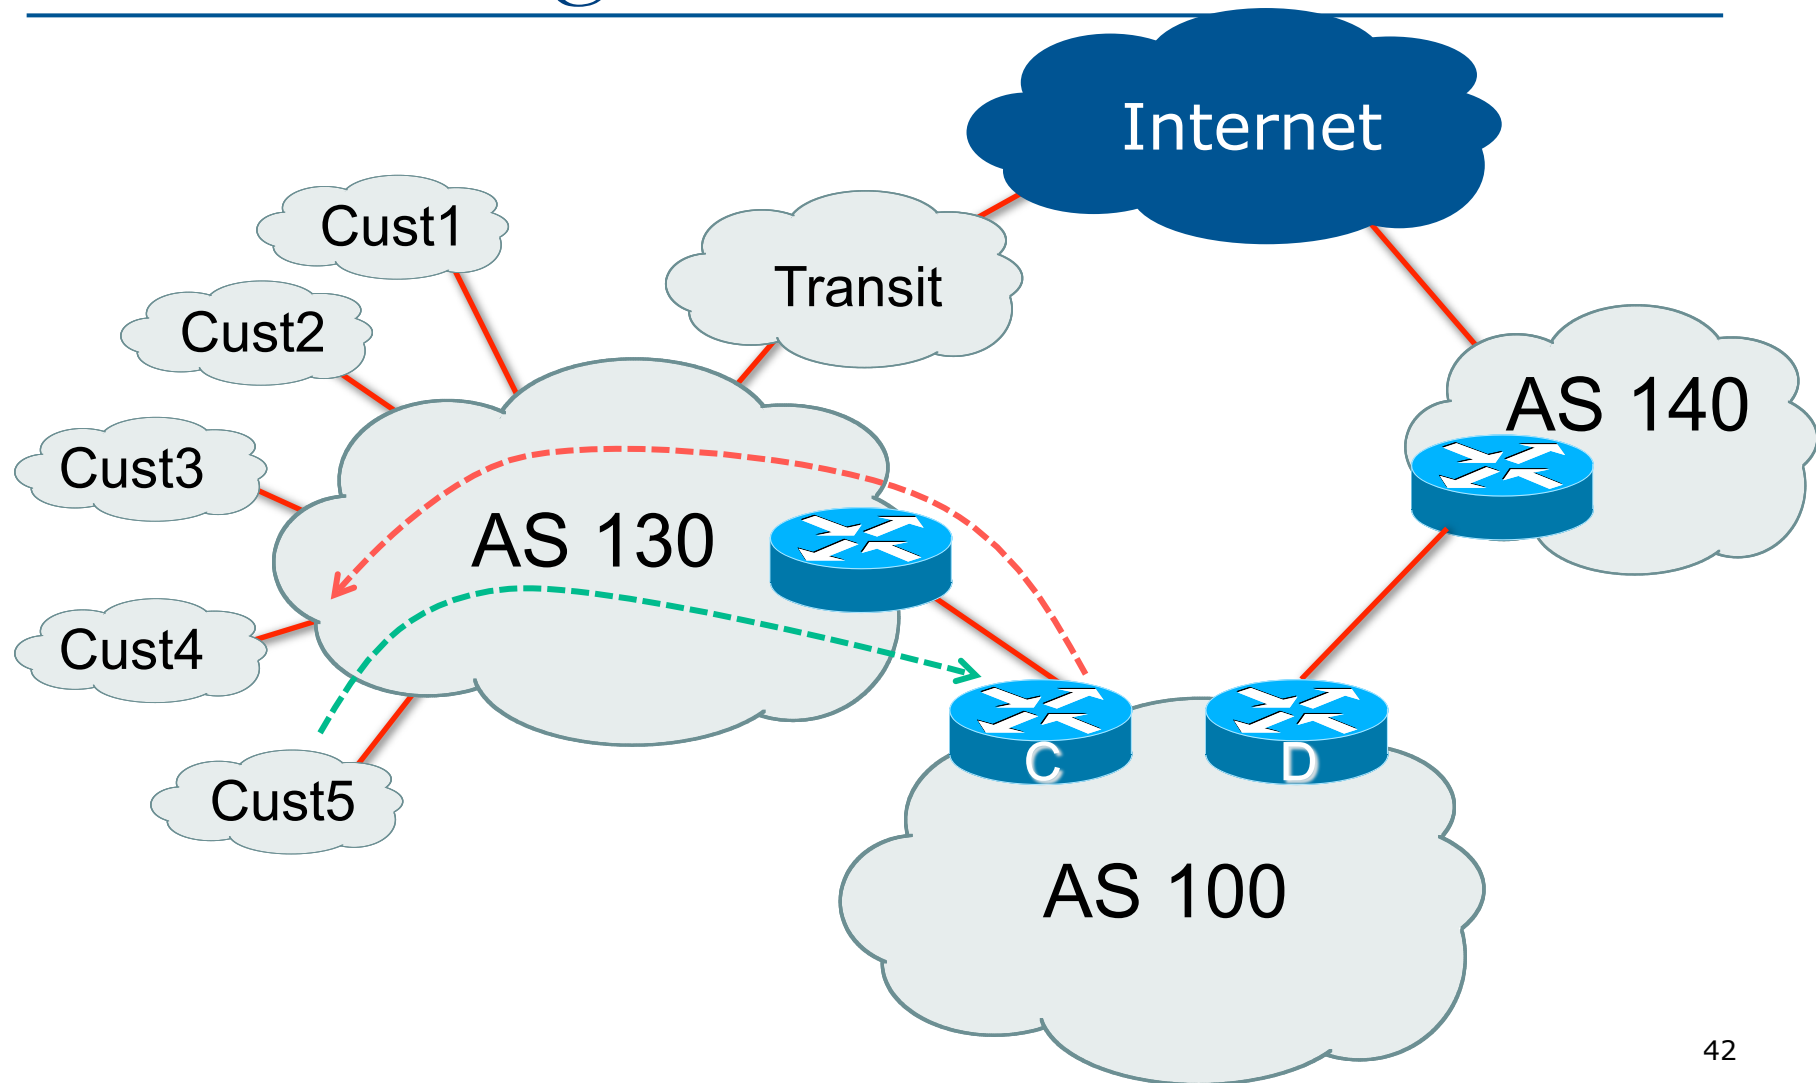 Internet
Cust1
Transit
Cust2
AS 140
Cust3
AS 130
Cust4
C
D
Cust5
AS 100
42